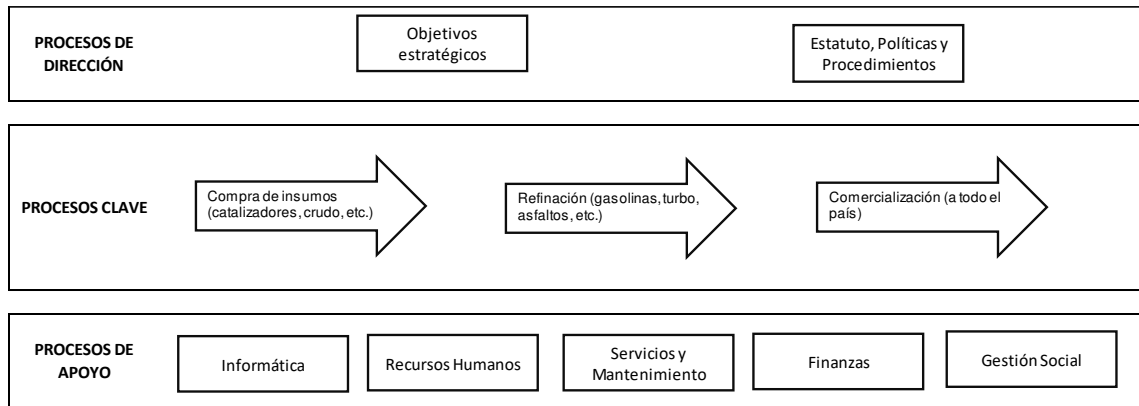 PROCESOS DE
DIRECCIÓN
Objetivos
estratégicos
Estatuto, Políticas y
Procedimientos
PROCESOS CLAVE
Compra de insumos
(catalizadores, crudo, etc.)
Refinación (gasolinas, turbo,
asfaltos, etc.)
Comercialización (a todo el
país)
PROCESOS DE
APOYO
Informática
Recursos Humanos
Servicios y
Mantenimiento
Finanzas
Gestión Social